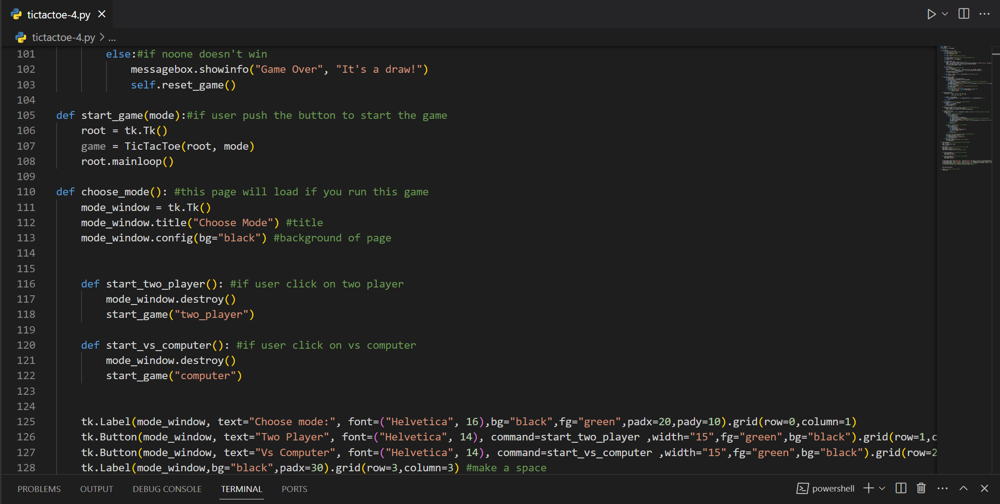 tictactoe-4.py
tictactoe-4.py > ...
101 else:#if noone doesn't win
102 messagebox.showinfo("Game Over", "It's a draw!")
103 self.reset_game()
104
105 def start_game(mode):#if user push the button to start the game
106 root = tk.Tk()
107 game = TicTacToe(root, mode)
108 root.mainloop()
109
110 def choose_mode(): #this page will load if you run this game
111 mode_window = tk.Tk()
112 mode_window.title("Choose Mode") #title
113 mode_window.config(bg="black") #background of page
114
115
116 def start_two_player(): #if user click on two player
117 mode_window.destroy()
118 start_game("two_player")
119
120 def start_vs_computer(): #if user click on vs computer
121 mode_window.destroy()
122 start_game("computer")
123
124
125 tk.Label(mode_window, text="Choose mode:", font=("Helvetica", 16),bg="black",fg="green",padx=20,pady=10).grid(row=0,column=1)
126 tk.Button(mode_window, text="Two Player", font=("Helvetica", 14), command=start_two_player ,width="15",fg="green",bg="black").grid(row=1,c
127 tk.Button(mode_window, text="Vs Computer", font=("Helvetica", 14), command=start_vs_computer ,width="15",fg="green",bg="black").grid(row=2
128 tk.Label(mode_window,bg="black",padx=30).grid(row=3,column=3) #make a space
PROBLEMS OUTPUT DEBUG CONSOLE TERMINAL PORTS powershell